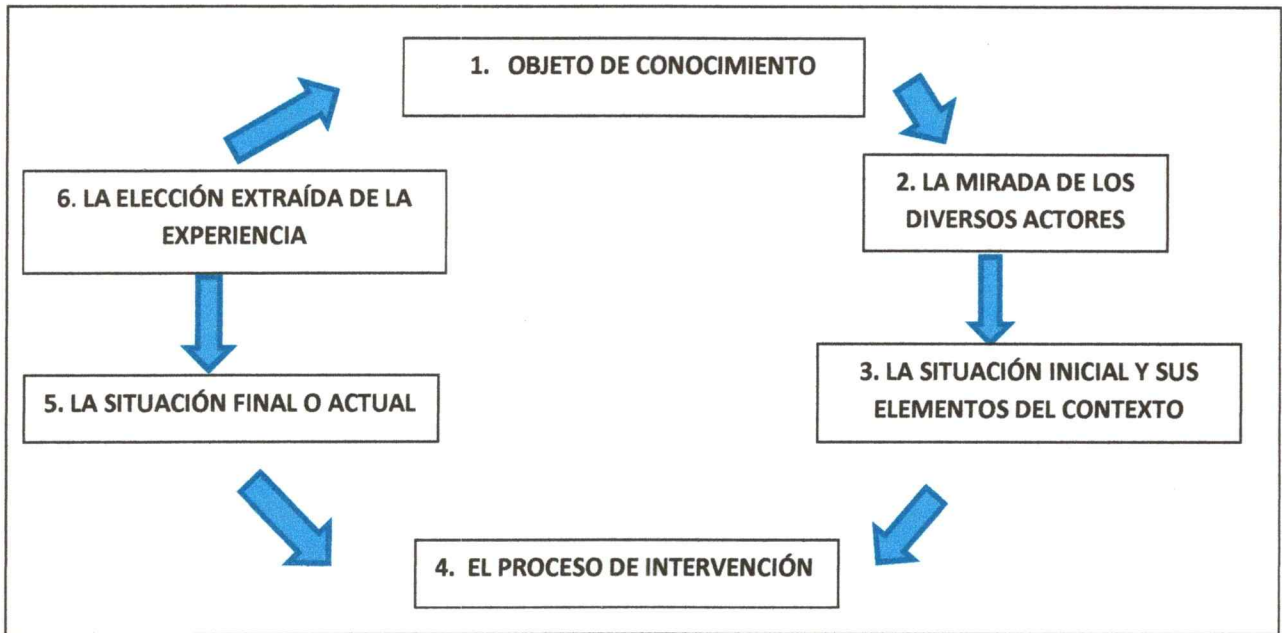 1. OBJETO DE CONOCIMIENTO
2. LA MIRADA DE LOS
DIVERSOS ACTORES
3. LA SITUACIÓN INICIAL Y SUS
ELEMENTOS DEL CONTEXTO
4. EL PROCESO DE INTERVENCIÓN
5. LA SITUACIÓN FINAL O ACTUAL
6. LA ELECCIÓN EXTRAÍDA DE LA
EXPERIENCIA